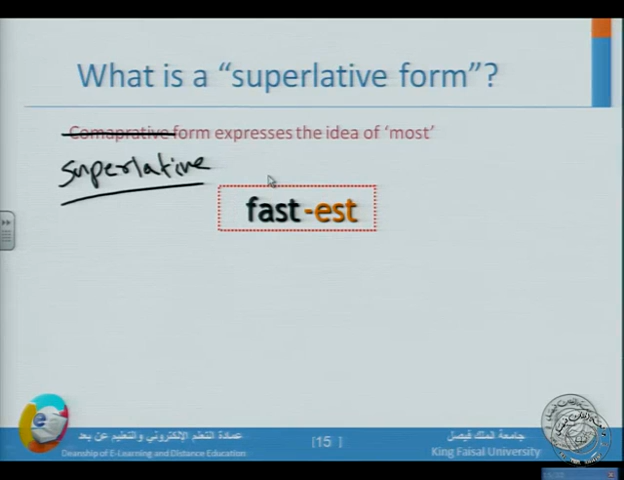 What is a “superlative form”?
Comaprative form expresses the idea of ‘most’
superlative
fast-est
عمادة التعلم الإلكتروني والتعليم عن بعد
Deanship of E-Learning and Distance Education
[15 ]
جامعة الملك فيصل
King Faisal University